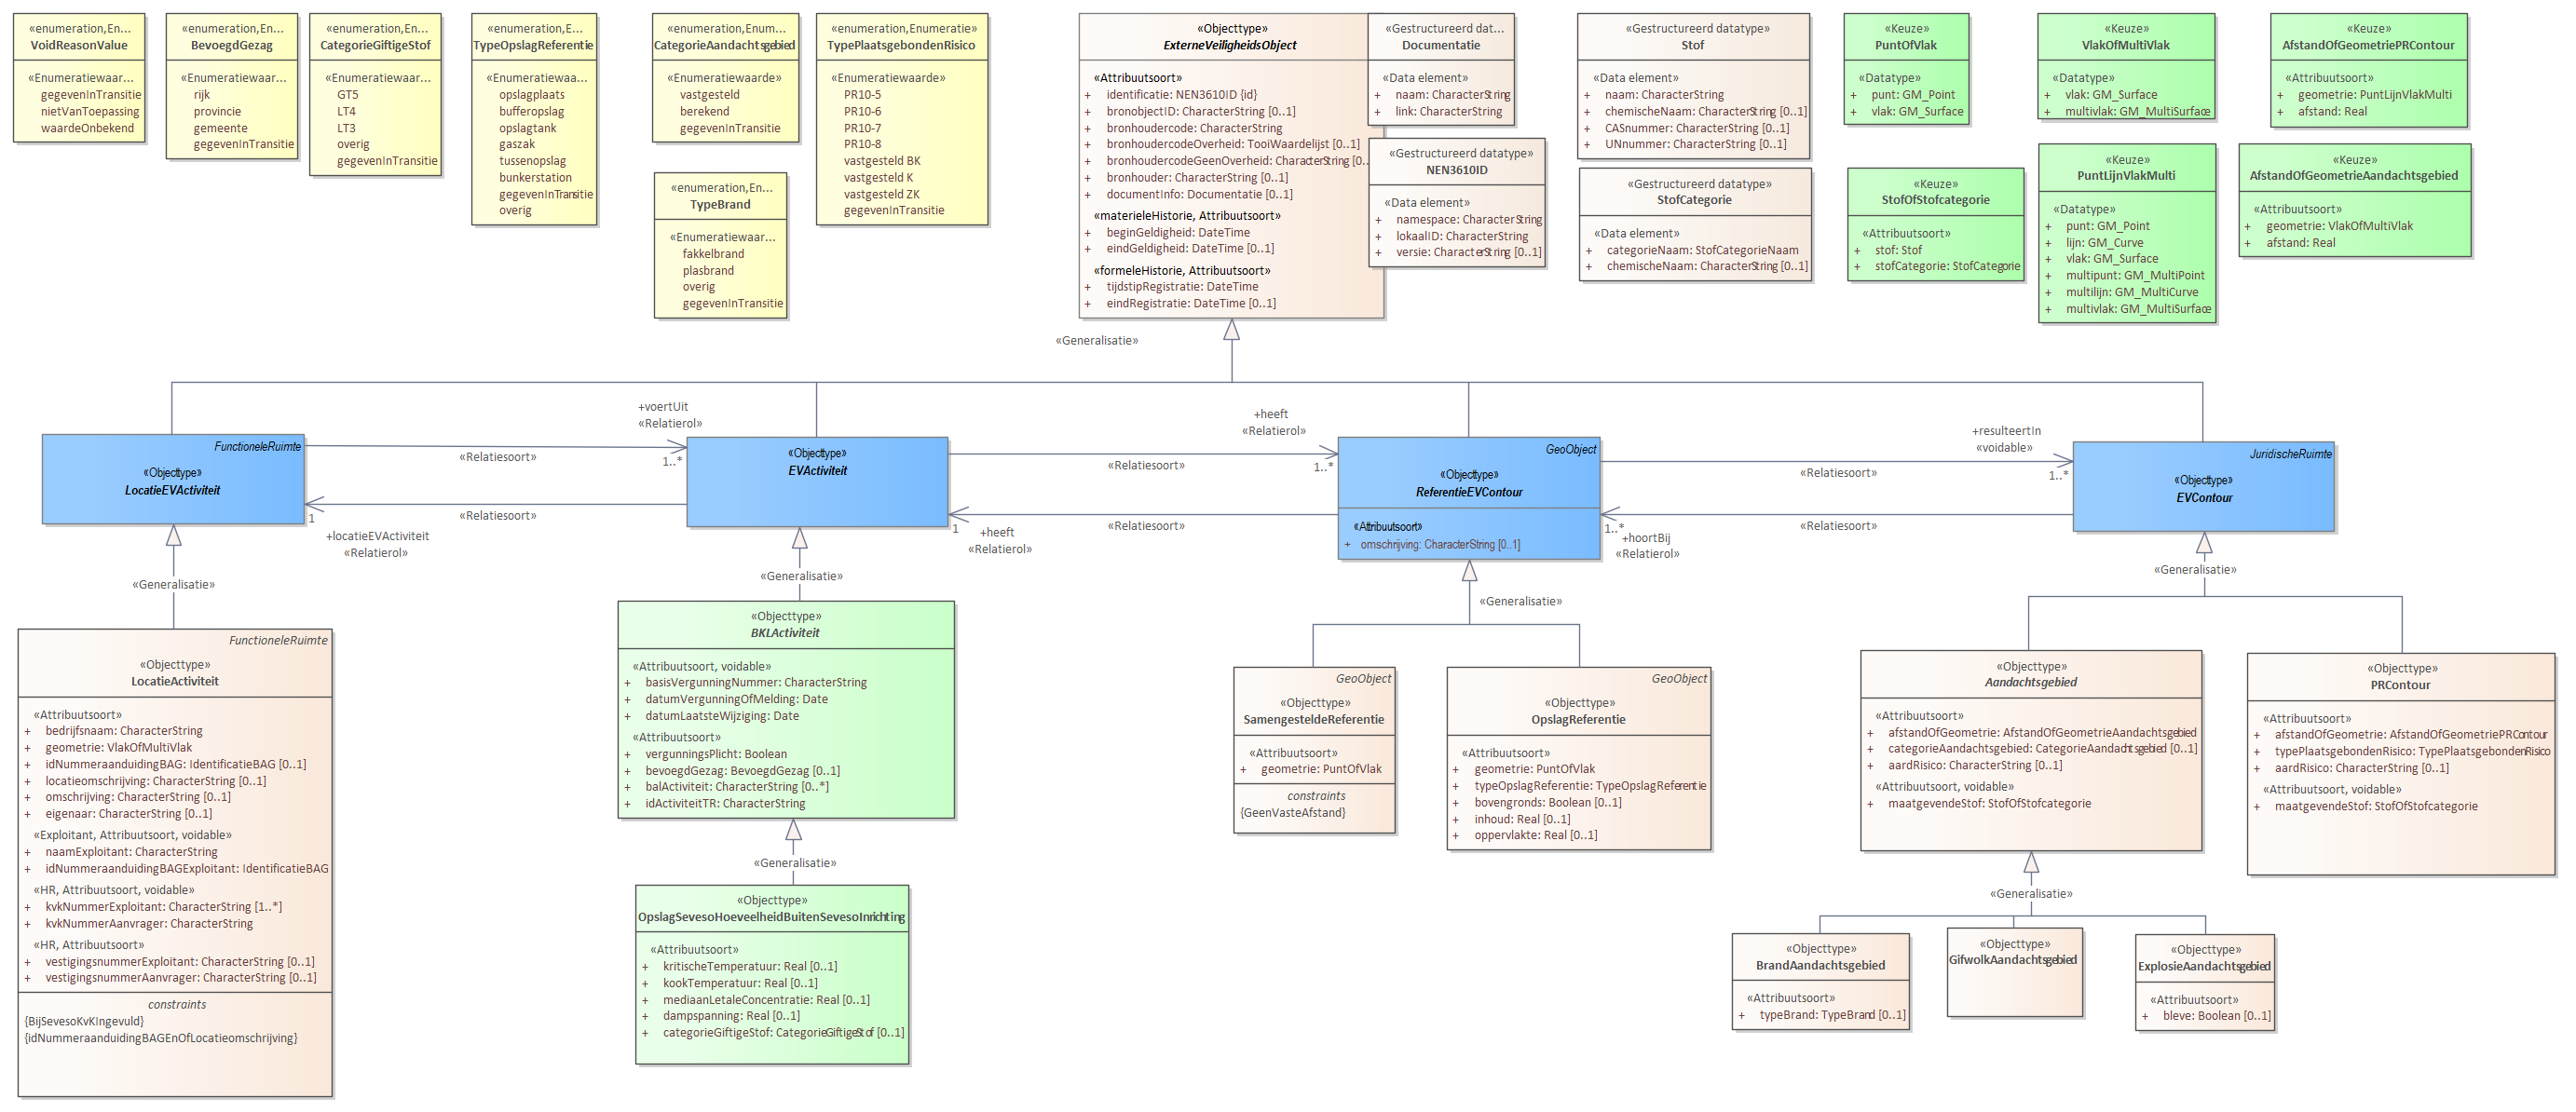 «enumeration,En...
VoidReasonValue
«Enumeratiewaar...
gegevenInTransitie
nietVanToepassing
waardeOnbekend
«enumeration,En...
BevoegdGezag
«Enumeratiewaar...
rijk
provincie
gemeente
gegevenInTransitie
«enumeration,En...
CategorieGiftigeStof
«Enumeratiewaar...
GT5
LT4
LT3
overig
gegevenInTransitie
«enumeration,E...
TypeOpslagReferentie
«Enumeratiewaa...
opslagplaats
bufferopslag
opslagtank
gaszak
tussenopslag
bunkerstation
gegevenInTransitie
overig
«enumeration,Enum...
CategorieAandachtsgebied
«Enumeratiewaarde»
vastgesteld
berekend
gegevenInTransitie
«enumeration,En...
TypeBrand
«Enumeratiewaar...
fakkelbrand
plasbrand
overig
gegevenInTransitie
«enumeration,Enumeratie»
TypePlaatsgebondenRisico
«Enumeratiewaarde»
PR10-5
PR10-6
PR10-7
PR10-8
vastgesteld BK
vastgesteld K
vastgesteld ZK
gegevenInTransitie
«Objecttype»
ExterneVeiligheidsObject
«Attribuutsoort»
+ identificatie: NEN3610ID {id}
+ bronobjectID: CharacterString [0..1]
+ bronhoudercode: CharacterString
+ bronhoudercodeOverheid: TooiWaardelijst [0..1]
+ bronhoudercodeGeenOverheid: CharacterString [0..
+ bronhouder: CharacterString [0..1]
+ documentInfo: Documentatie [0..1]
«materieleHistorie, Attribuutsoort»
+ beginGeldigheid: DateTime
+ eindGeldigheid: DateTime [0..1]
«formeleHistorie, Attribuutsoort»
+ tijdstipRegistratie: DateTime
+ eindRegistratie: DateTime [0..1]
«Gestructureerd dat...
Documentatie
«Data element»
+ naam: CharacterString
+ link: CharacterString
«Gestructureerd datatype»
NEN3610ID
«Data element»
+ namespace: CharacterString
+ lokaalID: CharacterString
+ versie: CharacterString [0..1]
«Gestructureerd datatype»
Stof
«Data element»
+ naam: CharacterString
+ chemischeNaam: CharacterString [0..1]
+ CASnummer: CharacterString [0..1]
+ UNnummer: CharacterString [0..1]
«Gestructureerd datatype»
StofCategorie
«Data element»
+ categorieNaam: StofCategorieNaam
+ chemischeNaam: CharacterString [0..1]
«Keuze»
PuntOfVlak
«Datatype»
+ punt: GM_Point
+ vlak: GM_Surface
«Keuze»
StofOfStofcategorie
«Attribuutsoort»
+ stof: Stof
+ stofCategorie: StofCategorie
«Keuze»
VlakOfMultiVlak
«Datatype»
+ vlak: GM_Surface
+ multivlak: GM_MultiSurface
«Keuze»
PuntLijnVlakMulti
«Datatype»
+ punt: GM_Point
+ lijn: GM_Curve
+ vlak: GM_Surface
+ multipunt: GM_MultiPoint
+ multilijn: GM_MultiCurve
+ multivlak: GM_MultiSurface
«Keuze»
AfstandOfGeometriePRContour
«Attribuutsoort»
+ geometrie: PuntLijnVlakMulti
+ afstand: Real
«Keuze»
AfstandOfGeometrieAandachtsgebied
«Attribuutsoort»
+ geometrie: VlakOfMultiVlak
+ afstand: Real
«Generalisatie»
FunctioneleRuimte
«Objecttype»
LocatieEVActiviteit
+voertUit
«Relatierol»
1..*
«Relatiesoort»
«Relatiesoort»
1
+locatieEVActiviteit
«Relatierol»
«Objecttype»
EVActiviteit
+heeft
«Relatierol»
1..*
«Relatiesoort»
«Relatiesoort»
1
+heeft
«Relatierol»
GeoObject
«Objecttype»
ReferentieEVContour
«Attribuutsoort»
+ omschrijving: CharacterString [0..1]
+resulteertIn
«voidable»
1..*
«Relatiesoort»
«Relatiesoort»
1..*
+hoortBij
«Relatierol»
JuridischeRuimte
«Objecttype»
EVContour
«Generalisatie»
«Generalisatie»
«Generalisatie»
«Generalisatie»
FunctioneleRuimte
«Objecttype»
LocatieActiviteit
«Attribuutsoort»
+ bedrijfsnaam: CharacterString
+ geometrie: VlakOfMultiVlak
+ idNummeraanduidingBAG: IdentificatieBAG [0..1]
+ locatieomschrijving: CharacterString [0..1]
+ omschrijving: CharacterString [0..1]
+ eigenaar: CharacterString [0..1]
«Exploitant, Attribuutsoort, voidable»
+ naamExploitant: CharacterString
+ idNummeraanduidingBAGExploitant: IdentificatieBAG
«HR, Attribuutsoort, voidable»
+ kvkNummerExploitant: CharacterString [1..*]
+ kvkNummerAanvrager: CharacterString
«HR, Attribuutsoort»
+ vestigingsnummerExploitant: CharacterString [0..1]
+ vestigingsnummerAanvrager: CharacterString [0..1]
constraints
{BijSevesoKvKIngevuld}
{idNummeraanduidingBAGEnOfLocatieomschrijving}
«Objecttype»
BKLActiviteit
«Attribuutsoort, voidable»
+ basisVergunningNummer: CharacterString
+ datumVergunningOfMelding: Date
+ datumLaatsteWijziging: Date
«Attribuutsoort»
+ vergunningsPlicht: Boolean
+ bevoegdGezag: BevoegdGezag [0..1]
+ balActiviteit: CharacterString [0..*]
+ idActiviteitTR: CharacterString
«Generalisatie»
«Objecttype»
OpslagSevesoHoeveelheidBuitenSevesoInrichting
«Attribuutsoort»
+ kritischeTemperatuur: Real [0..1]
+ kookTemperatuur: Real [0..1]
+ mediaanLetaleConcentratie: Real [0..1]
+ dampspanning: Real [0..1]
+ categorieGiftigeStof: CategorieGiftigeStof [0..1]
GeoObject
«Objecttype»
SamengesteldeReferentie
«Attribuutsoort»
+ geometrie: PuntOfVlak
constraints
{GeenVasteAfstand}
GeoObject
«Objecttype»
OpslagReferentie
«Attribuutsoort»
+ geometrie: PuntOfVlak
+ typeOpslagReferentie: TypeOpslagReferentie
+ bovengronds: Boolean [0..1]
+ inhoud: Real [0..1]
+ oppervlakte: Real [0..1]
«Objecttype»
Aandachtsgebied
«Attribuutsoort»
+ afstandOfGeometrie: AfstandOfGeometrieAandachtsgebied
+ categorieAandachtsgebied: CategorieAandachtsgebied [0..1]
+ aardRisico: CharacterString [0..1]
«Attribuutsoort, voidable»
+ maatgevendeStof: StofOfStofcategorie
«Objecttype»
PRContour
«Attribuutsoort»
+ afstandOfGeometrie: AfstandOfGeometriePRContour
+ typePlaatsgebondenRisico: TypePlaatsgebondenRisico
+ aardRisico: CharacterString [0..1]
«Attribuutsoort, voidable»
+ maatgevendeStof: StofOfStofcategorie
«Generalisatie»
«Objecttype»
BrandAandachtsgebied
«Attribuutsoort»
+ typeBrand: TypeBrand [0..1]
«Objecttype»
GifwolkAandachtsgebied
«Objecttype»
ExplosieAandachtsgebied
«Attribuutsoort»
+ bleve: Boolean [0..1]